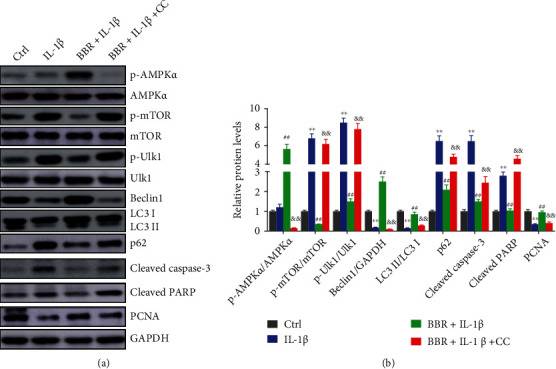 Ctrl
IL-1β
BBR + IL-1β
BBR + IL-1β +CC
p-AMPKα
AMPKα
p-mTOR
mTOR
p-Ulk1
Ulk1
Beclin1
LC3 I
LC3 II
p62
Cleaved caspase-3
Cleaved PARP
PCNA
GAPDH
(a)
Relative protien levels
10
8
6
4
3
2
1
0
##
&&
**
##
&&
**
##
&&
**
##
&&
**
##
&&
**
##
&&
**
##
&&
**
##
&&
**
##
&&
p-AMPKα/AMPKα
p-mTOR/mTOR
p-Ulk1/Ulk1
Beclin1/GAPDH
LC3 II/LC3 I
p62
Cleaved caspase-3
Cleaved PARP
PCNA
Ctrl
IL-1β
BBR + IL-1β
BBR + IL-1 β +CC
(b)